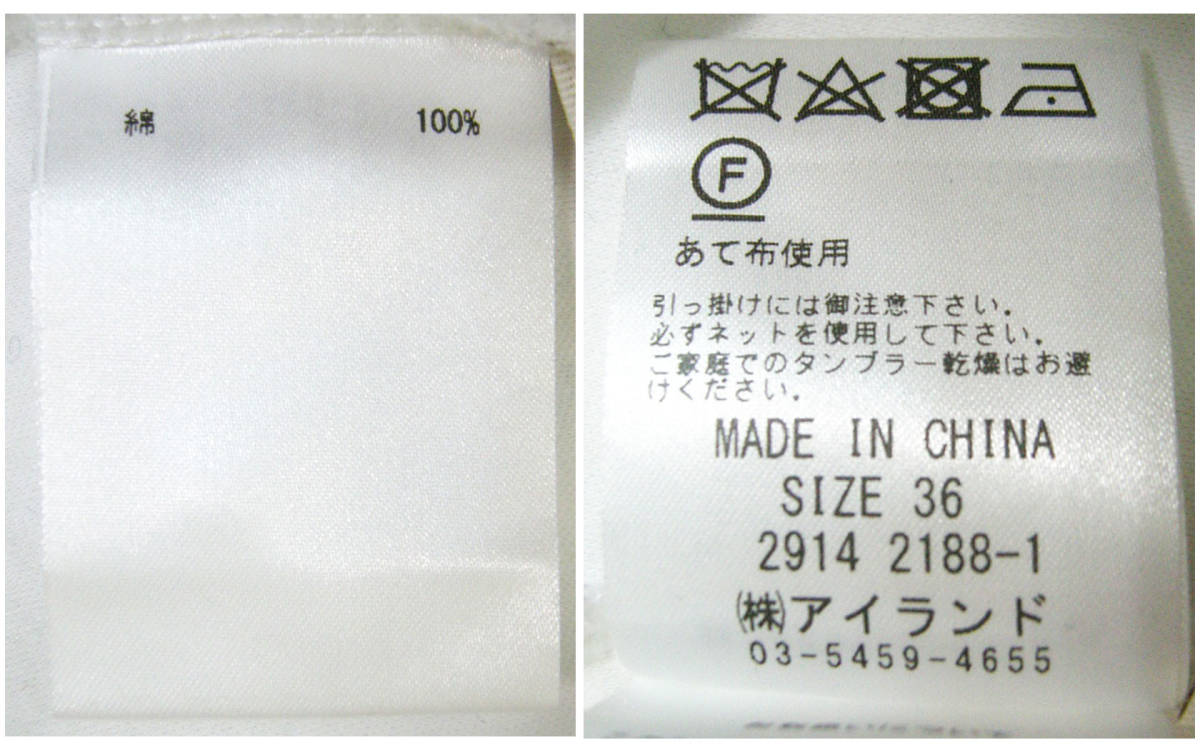 綿 100%
F
あて布使用
引っ掛けには御注意下さい.
必ずネットを使用して下さい.
ご家庭でのタンブラー乾燥はお避
けください.
MADE IN CHINA
SIZE 36
2914 2188-1
㈱アイランド
03-5459-4655